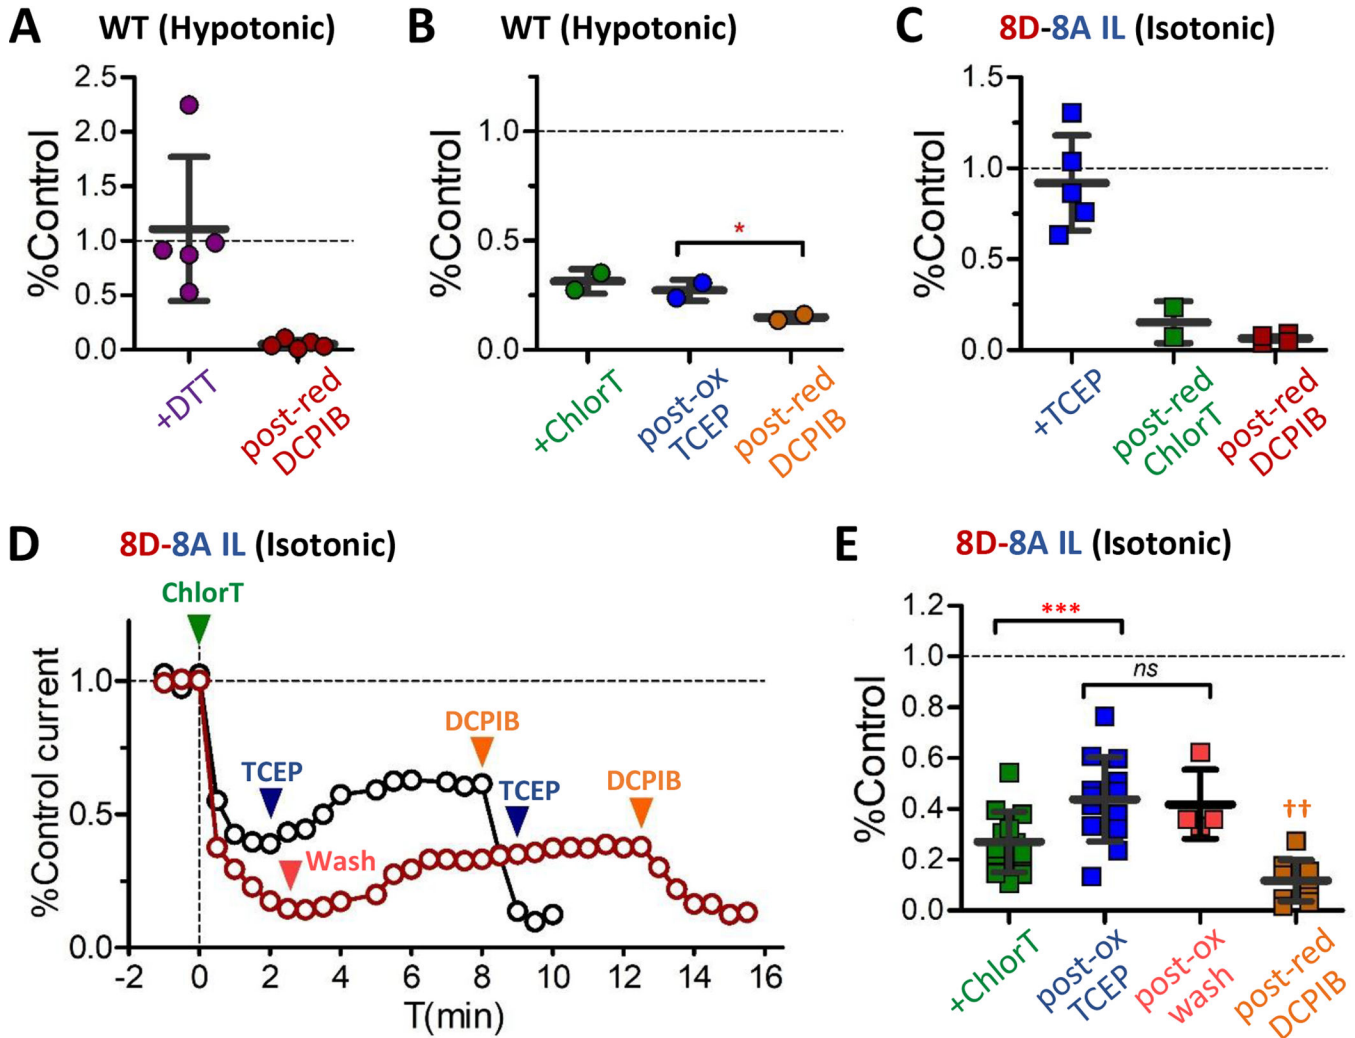 A
WT (Hypotonic)
%Control
2.5
2.0
1.5
1.0
0.5
0.0
+DTT
post-red
DCPIB
B
WT (Hypotonic)
%Control
1.0
0.5
0.0
*
+ChlorT
post-ox
TCEP
post-red
DCPIB
C
8D-8A IL (Isotonic)
%Control
1.5
1.0
0.5
0.0
+TCEP
post-red
ChlorT
post-red
DCPIB
D
8D-8A IL (Isotonic)
ChlorT
%Control current
1.0
0.5
0.0
TCEP
Wash
DCPIB
TCEP
DCPIB
-2 0 2 4 6 8 10 12 14 16
T(min)
E
8D-8A IL (Isotonic)
%Control
1.2
1.0
0.8
0.6
0.4
0.2
0.0
***
ns
††
+ChlorT
post-ox
TCEP
post-ox
wash
post-red
DCPIB